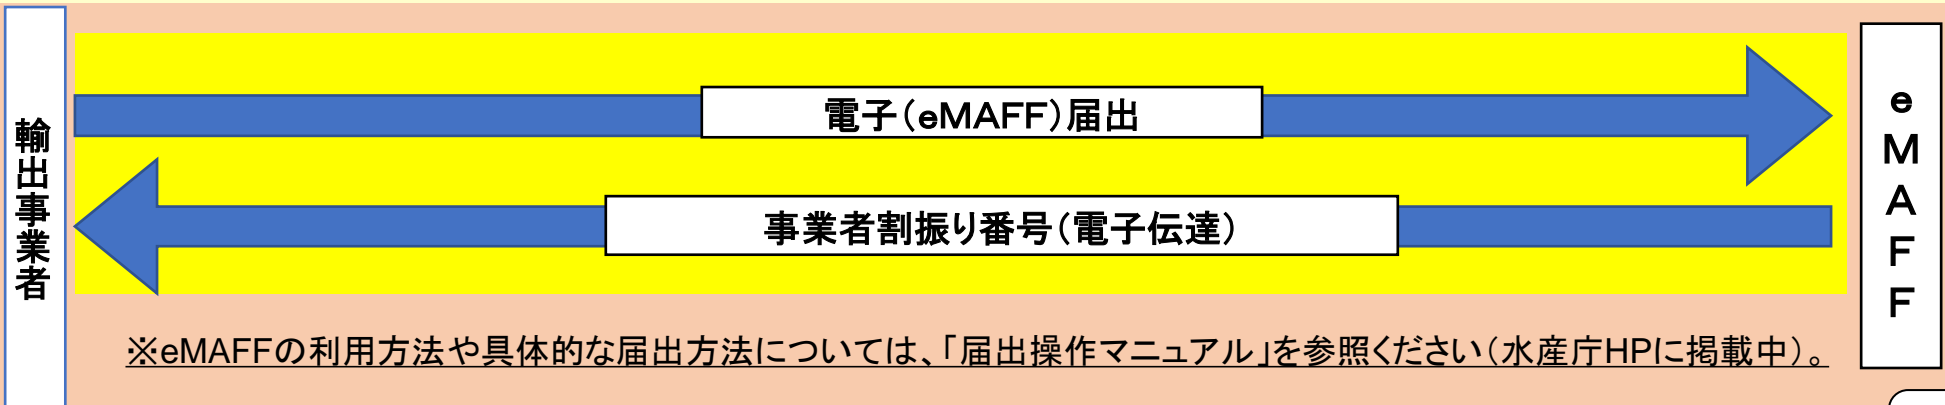 輸出事業者
電子（eMAFF）届出
事業者割振り番号（電子伝達）
eMAFF
※eMAFFの利用方法や具体的な届出方法については、「届出操作マニュアル」を参照ください（水産庁HPに掲載中）。